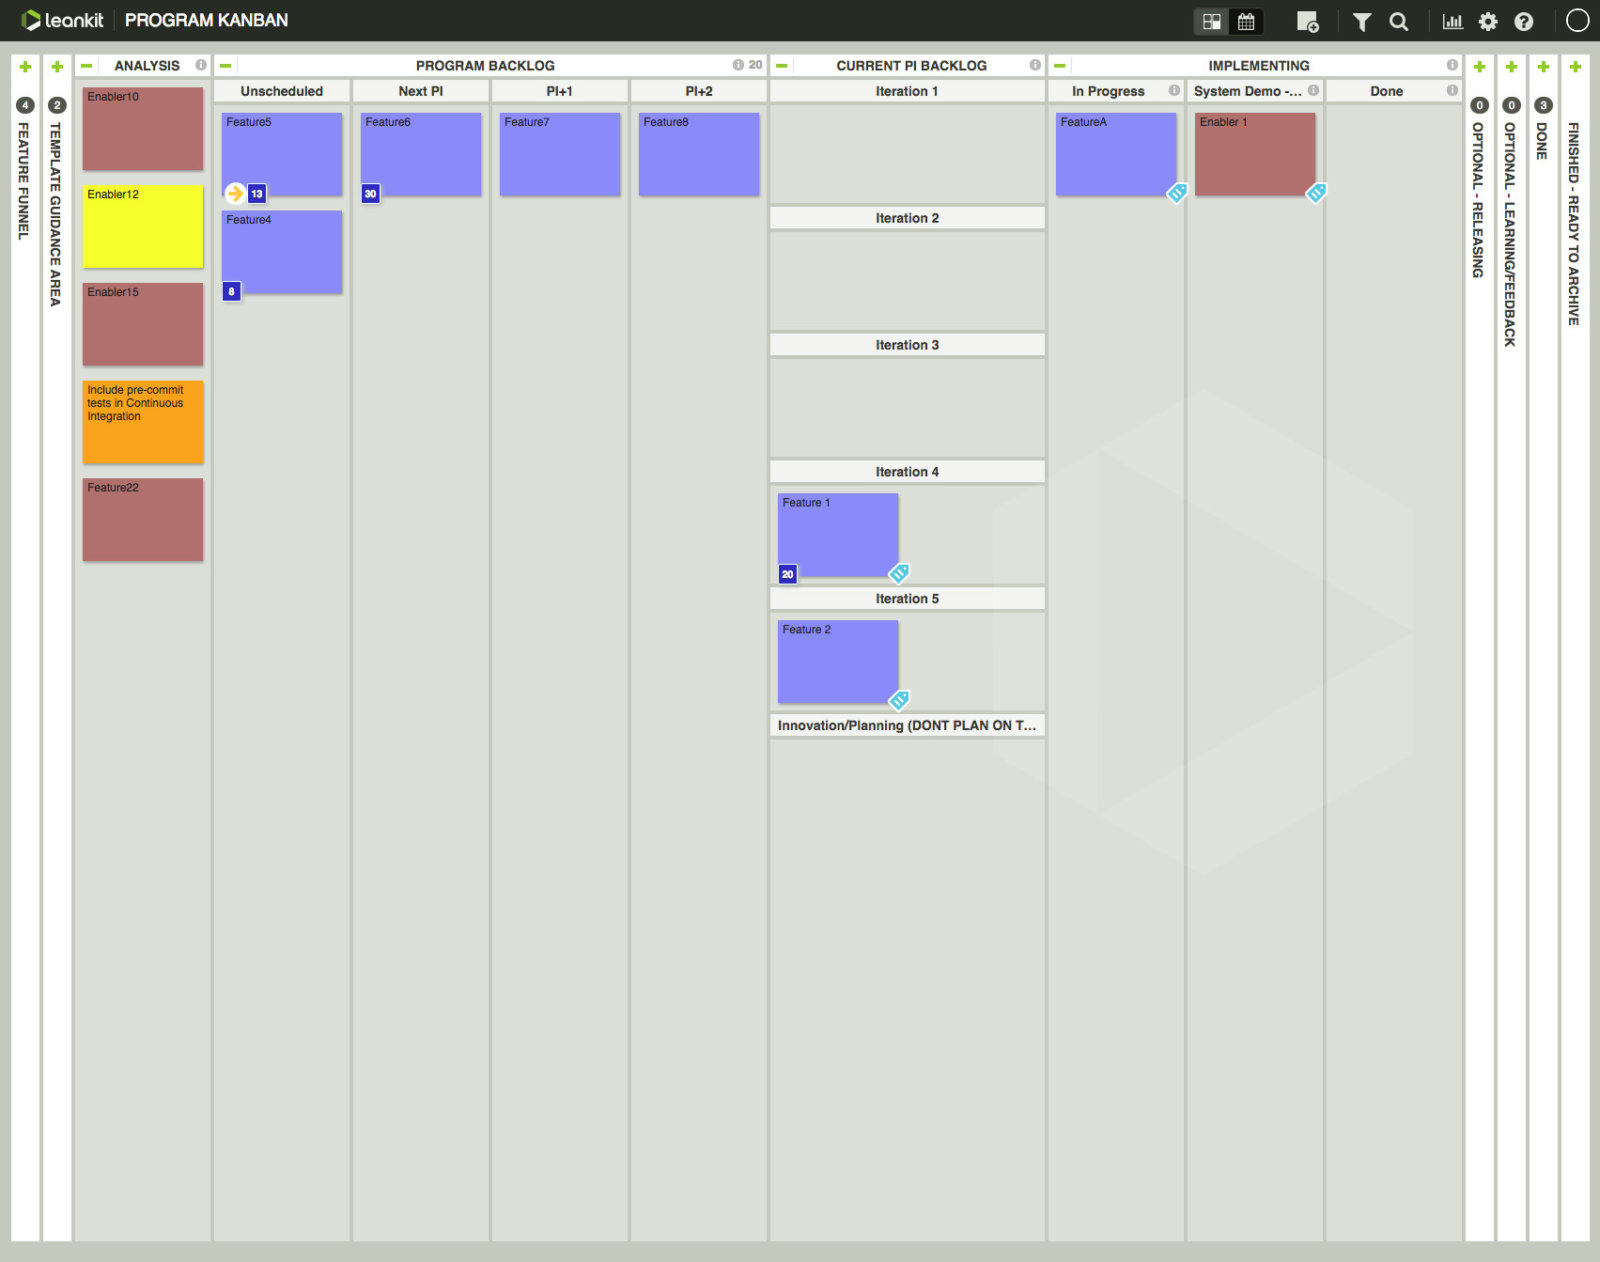 leankit
PROGRAM KANBAN
4
FEATURE FUNNEL
2
TEMPLATE GUIDANCE AREA
ANALYSIS
Enabler10
Enabler12
Enabler15
Include pre-commit
tests in Continuous
Integration
Feature22
PROGRAM BACKLOG
20
Unscheduled
Feature5
13
Feature4
8
Next PI
Feature6
30
PI+1
Feature7
PI+2
Feature8
CURRENT PI BACKLOG
Iteration 1
Iteration 2
Iteration 3
Iteration 4
Feature 1
20
Iteration 5
Feature 2
Innovation/Planning (DONT PLAN ON T...
IMPLEMENTING
In Progress
FeatureA
System Demo -...
Enabler 1
Done
0
OPTIONAL - RELEASING
0
OPTIONAL - LEARNING/FEEDBACK
3
DONE
FINISHED - READY TO ARCHIVE